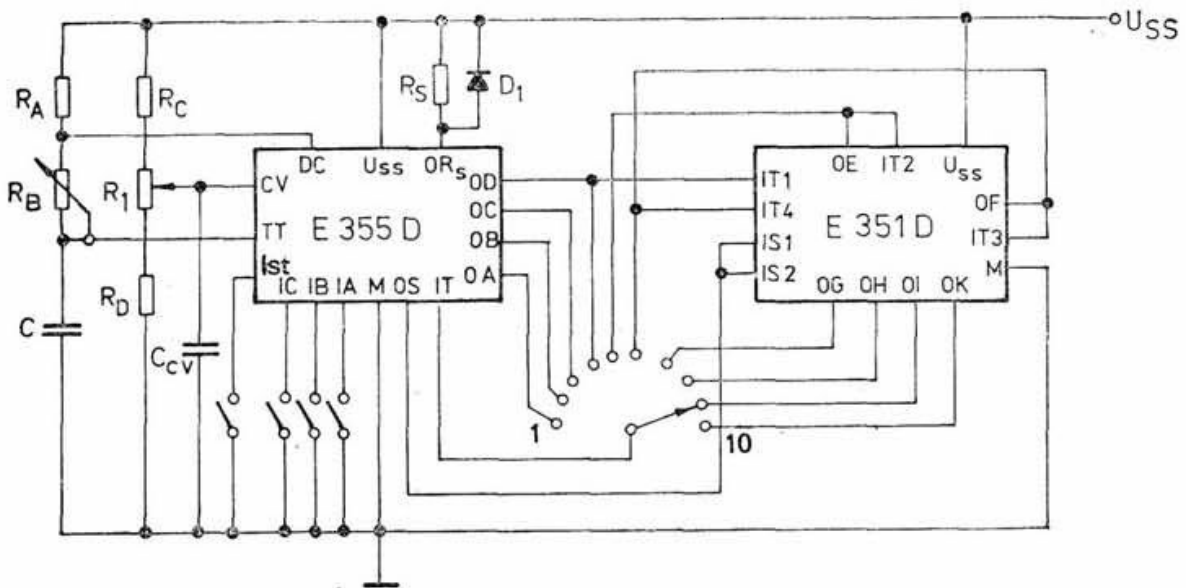 U_SS
R_A
R_C
R_S
D_1
R_B
R_1
R_D
C
C_CV
DC U_SS OR_S
CV
TT
Ist
E 355 D
OD
OC
OB
OA
IC IB IA M OS IT
OE IT2 U_SS
IT1
IT4
IS1
IS2
E 351 D
OF
IT3
M
OG OH OI OK
1
10